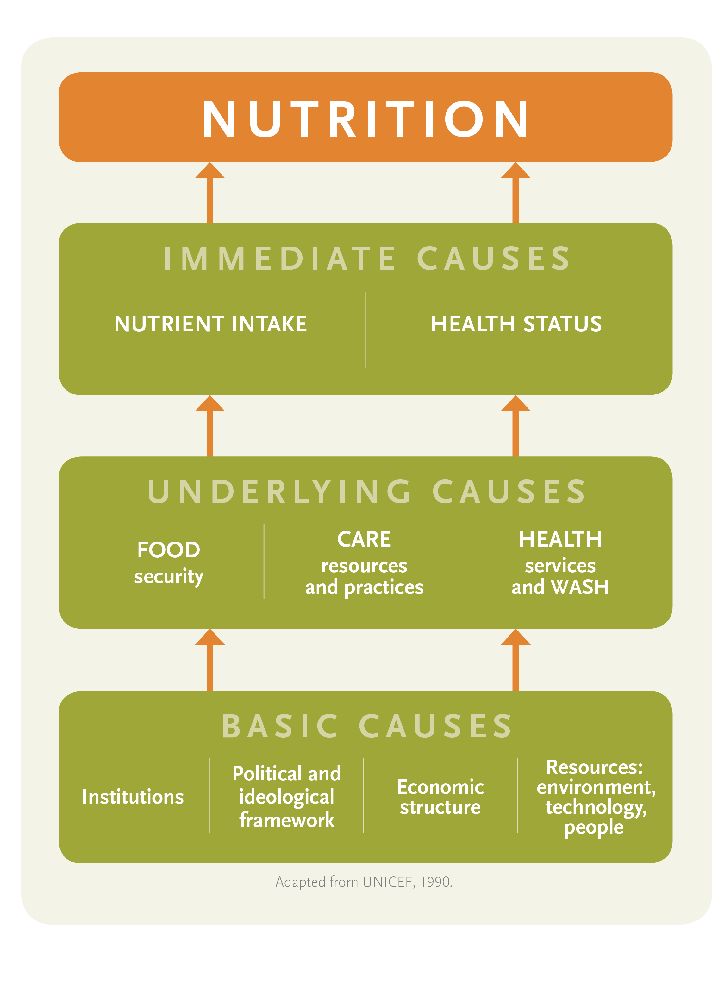 NUTRITION
IMMEDIATE CAUSES
NUTRIENT INTAKE
HEALTH STATUS
UNDERLYING CAUSES
FOOD
security
CARE
resources
and practices
HEALTH
services
and WASH
BASIC CAUSES
Institutions
Political and
ideological
framework
Economic
structure
Resources:
environment,
technology,
people
Adapted from UNICEF, 1990.